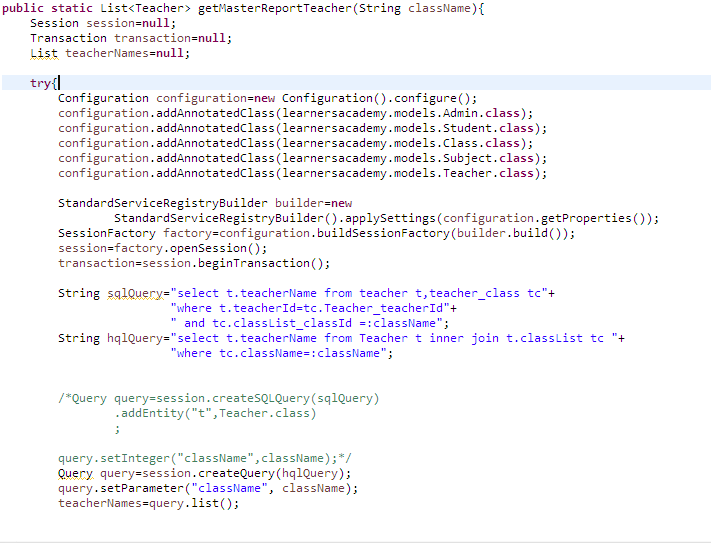 public static List<Teacher> getMasterReportTeacher(String className){
    Session session=null;
    Transaction transaction=null;
    List teacherNames=null;

    try{
        Configuration configuration=new Configuration().configure();
        configuration.addAnnotatedClass(learnersacademy.models.Admin.class);
        configuration.addAnnotatedClass(learnersacademy.models.Student.class);
        configuration.addAnnotatedClass(learnersacademy.models.Class.class);
        configuration.addAnnotatedClass(learnersacademy.models.Subject.class);
        configuration.addAnnotatedClass(learnersacademy.models.Teacher.class);

        StandardServiceRegistryBuilder builder=new
                StandardServiceRegistryBuilder().applySettings(configuration.getProperties());
        SessionFactory factory=configuration.buildSessionFactory(builder.build());
        session=factory.openSession();
        transaction=session.beginTransaction();

        String sqlQuery="select t.teacherName from teacher t,teacher_class tc"+
                        "where t.teacherId=tc.Teacher_teacherId"+
                        " and tc.classList_classId =:className";
        String hqlQuery="select t.teacherName from Teacher t inner join t.classList tc "+
                        "where tc.className=:className";

        /*Query query=session.createSQLQuery(sqlQuery)
                .addEntity("t",Teacher.class)
                ;

        query.setInteger("className",className);*/
        Query query=session.createQuery(hqlQuery);
        query.setParameter("className", className);
        teacherNames=query.list();